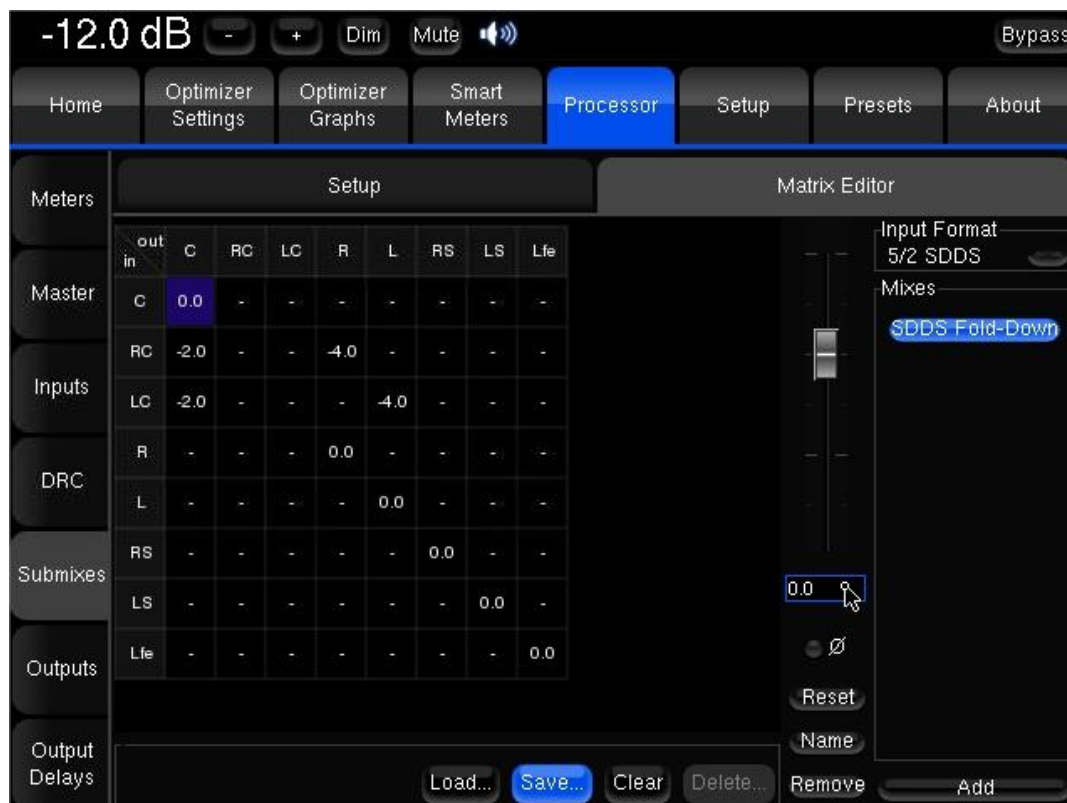 -12.0 dB - + Dim Mute Bypass
Home Optimizer Settings Optimizer Graphs Smart Meters Processor Setup Presets About
Meters
Master
Inputs
DRC
Submixes
Outputs
Output Delays
Setup Matrix Editor
out
in C RC LC R L RS LS Lfe
C 0.0 - - - - - - -
RC -2.0 - - -4.0 - - - -
LC -2.0 - - - -4.0 - - -
R - - - 0.0 - - - -
L - - - - 0.0 - - -
RS - - - - - 0.0 - -
LS - - - - - - 0.0 -
Lfe - - - - - - - 0.0
0.0
Ø
Reset
Name
Remove
Input Format
5/2 SDDS
Mixes
SDDS Fold-Down
Load... Save... Clear Delete...
Add